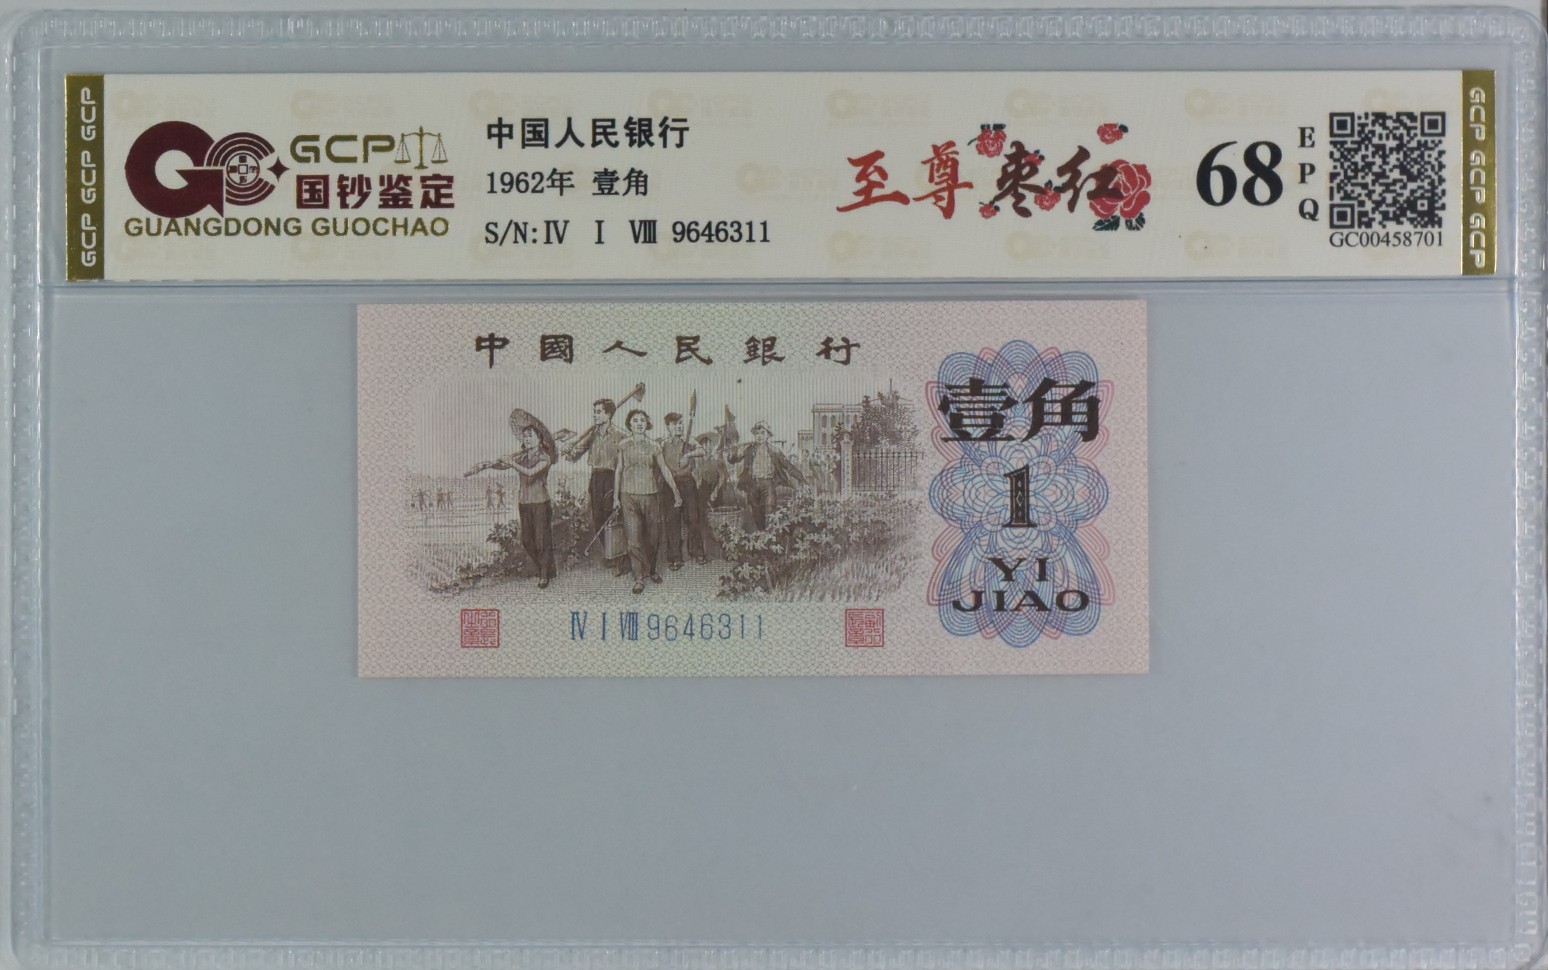 GCP GCP GCP
GCP
国钞鉴定
GUANGDONG GUOCHAO
中国人民银行
1962年 壹角
S/N: Ⅳ Ⅰ Ⅷ 9646311
至尊枣红
68
EPQ
GC00458701
GCP GCP GCP
中國人民銀行
壹角
1
YI
JIAO
Ⅳ Ⅰ Ⅷ 9646311